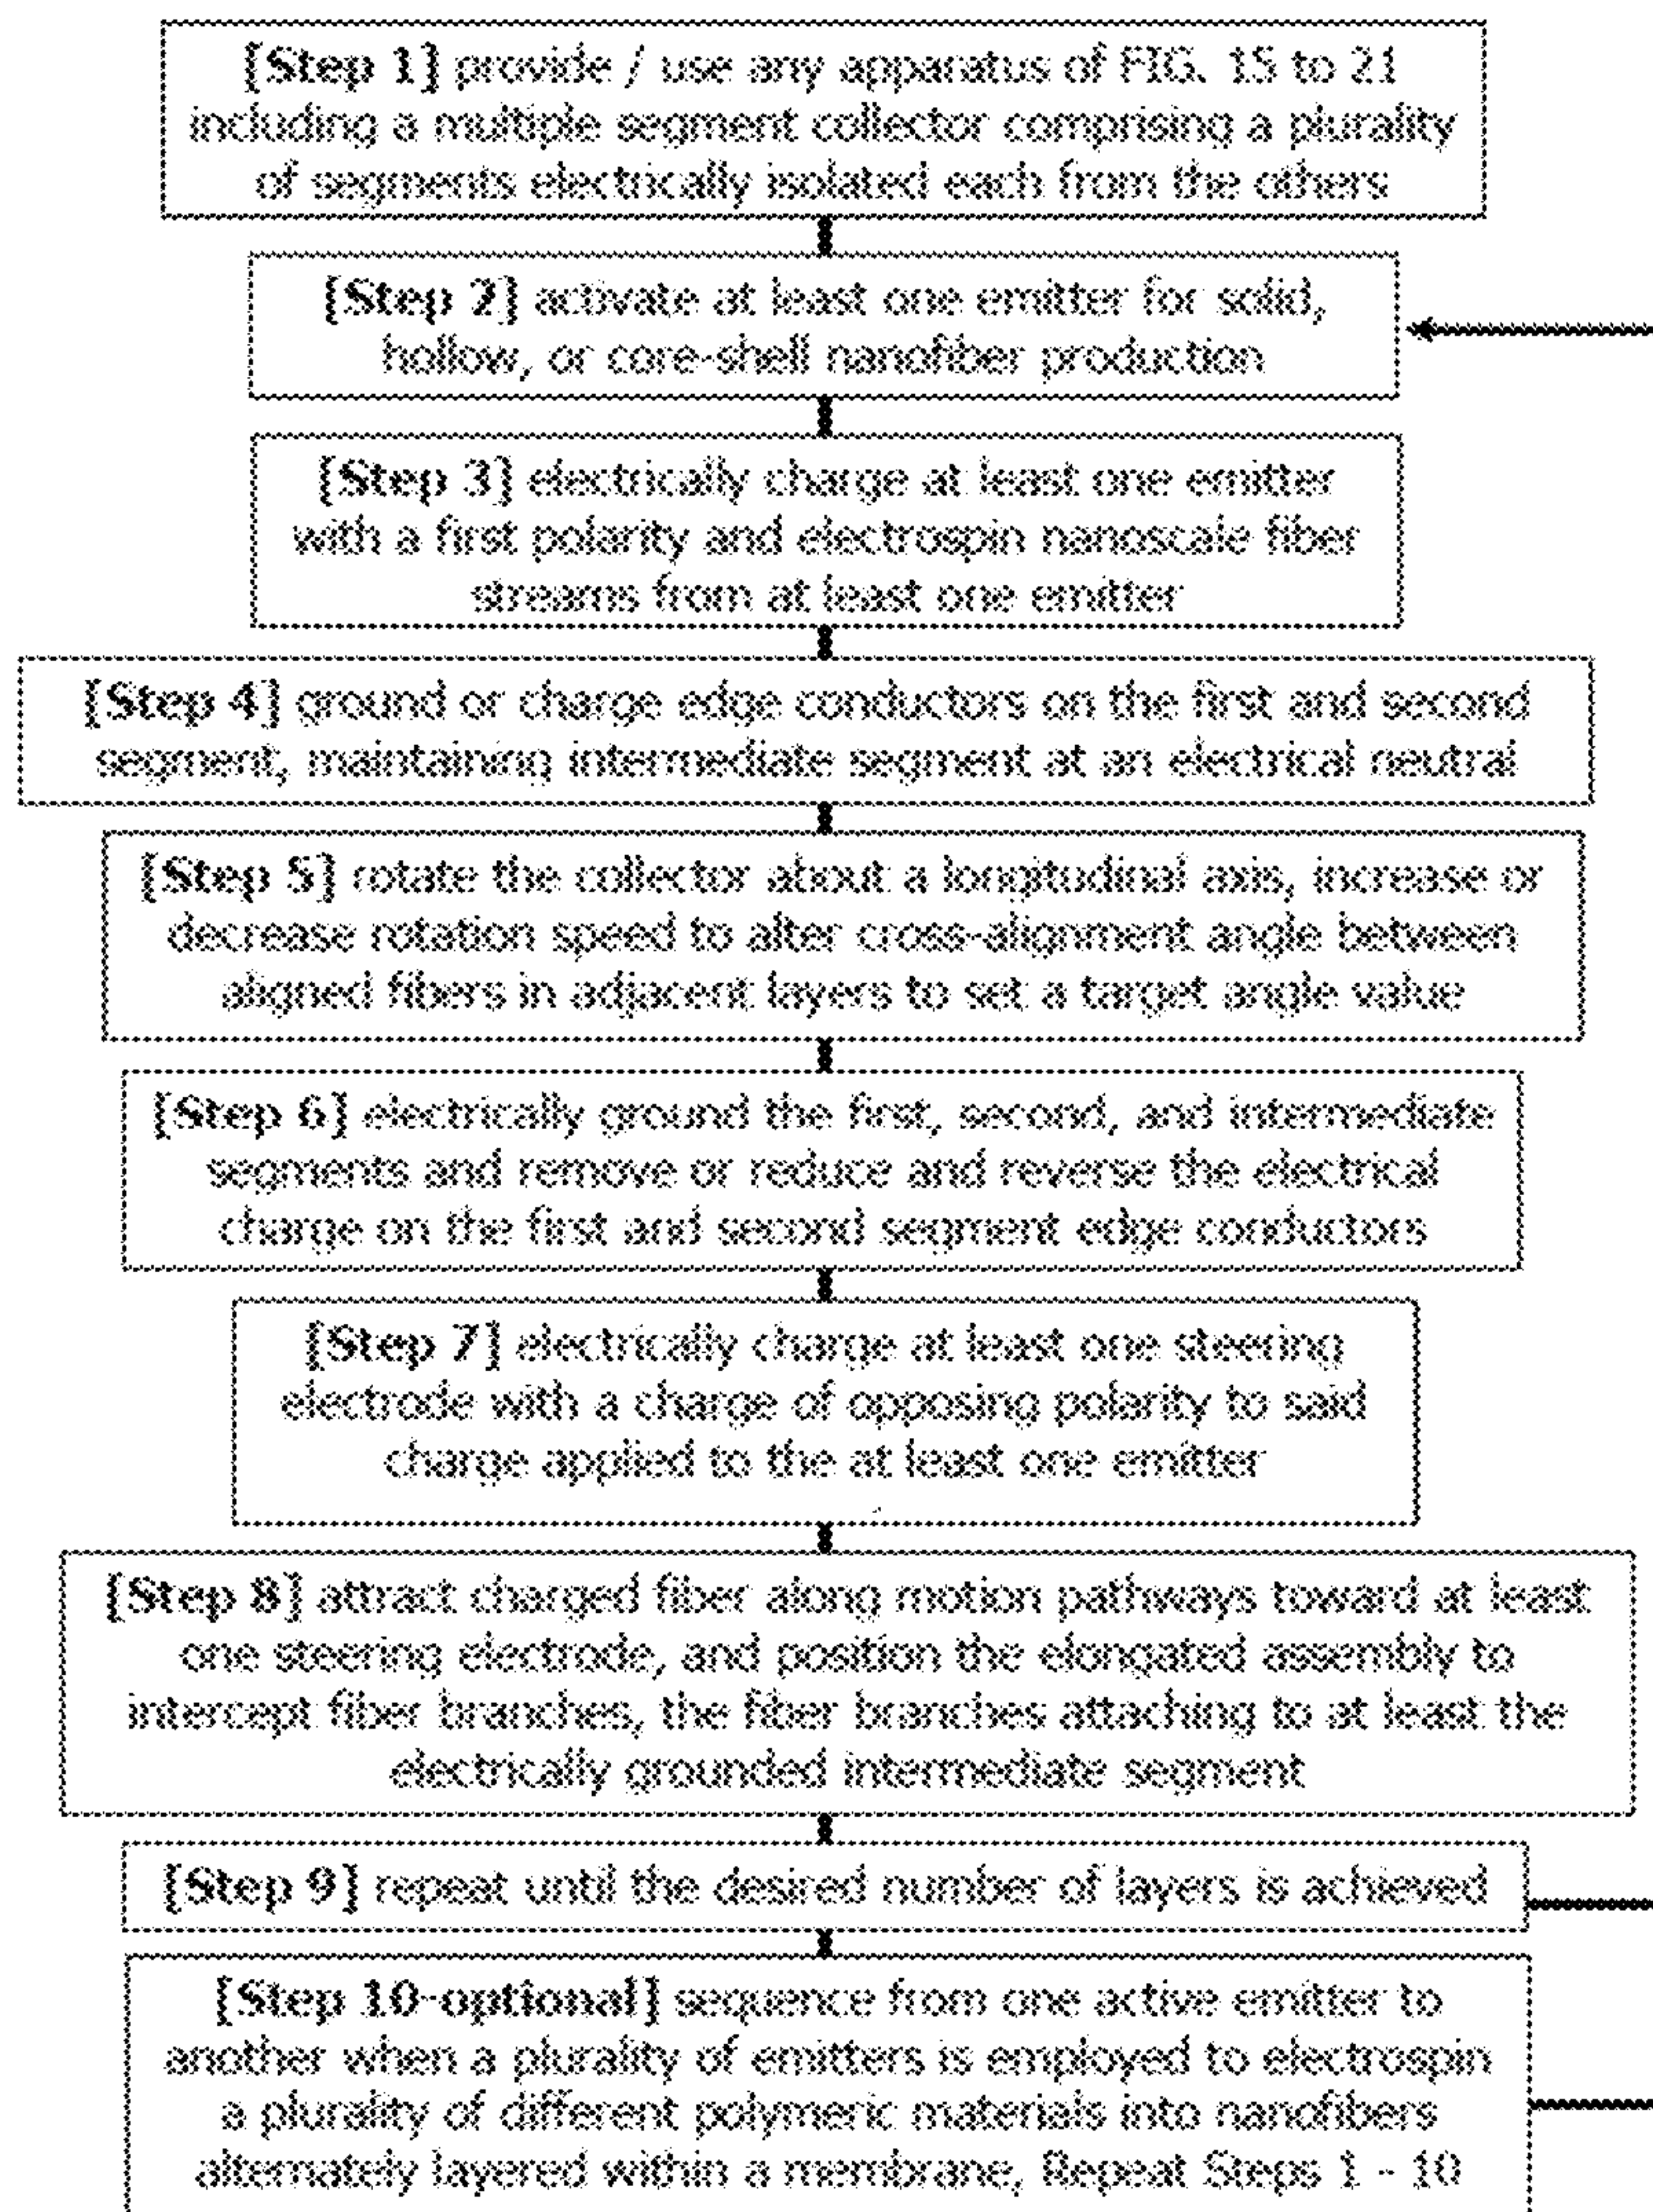 [Step 1] provide / use any apparatus of FIG. 15 to 21
including a multiple segment collector comprising a plurality
of segments electrically isolated each from the others
[Step 2] activate at least one emitter for solid,
hollow, or core-shell nanofiber production
[Step 3] electrically charge at least one emitter
with a first polarity and electrospin nanoscale fiber
streams from at least one emitter
[Step 4] ground or charge edge conductors on the first and second
segment, maintaining intermediate segment at an electrical neutral
[Step 5] rotate the collector about a longitudinal axis, increase or
decrease rotation speed to alter cross-alignment angle between
aligned fibers in adjacent layers to set a target angle value
[Step 6] electrically ground the first, second, and intermediate
segments and remove or reduce and reverse the electrical
charge on the first and second segment edge conductors
[Step 7] electrically charge at least one steering
electrode with a charge of opposing polarity to said
charge applied to the at least one emitter
[Step 8] attract charged fiber along motion pathways toward at least
one steering electrode, and position the elongated assembly to
intercept fiber branches, the fiber branches attaching to at least the
electrically grounded intermediate segment
[Step 9] repeat until the desired number of layers is achieved
[Step 10-optional] sequence from one active emitter to
another when a plurality of emitters is employed to electrospin
a plurality of different polymeric materials into nanofibers
alternately layered within a membrane, Repeat Steps 1 - 10